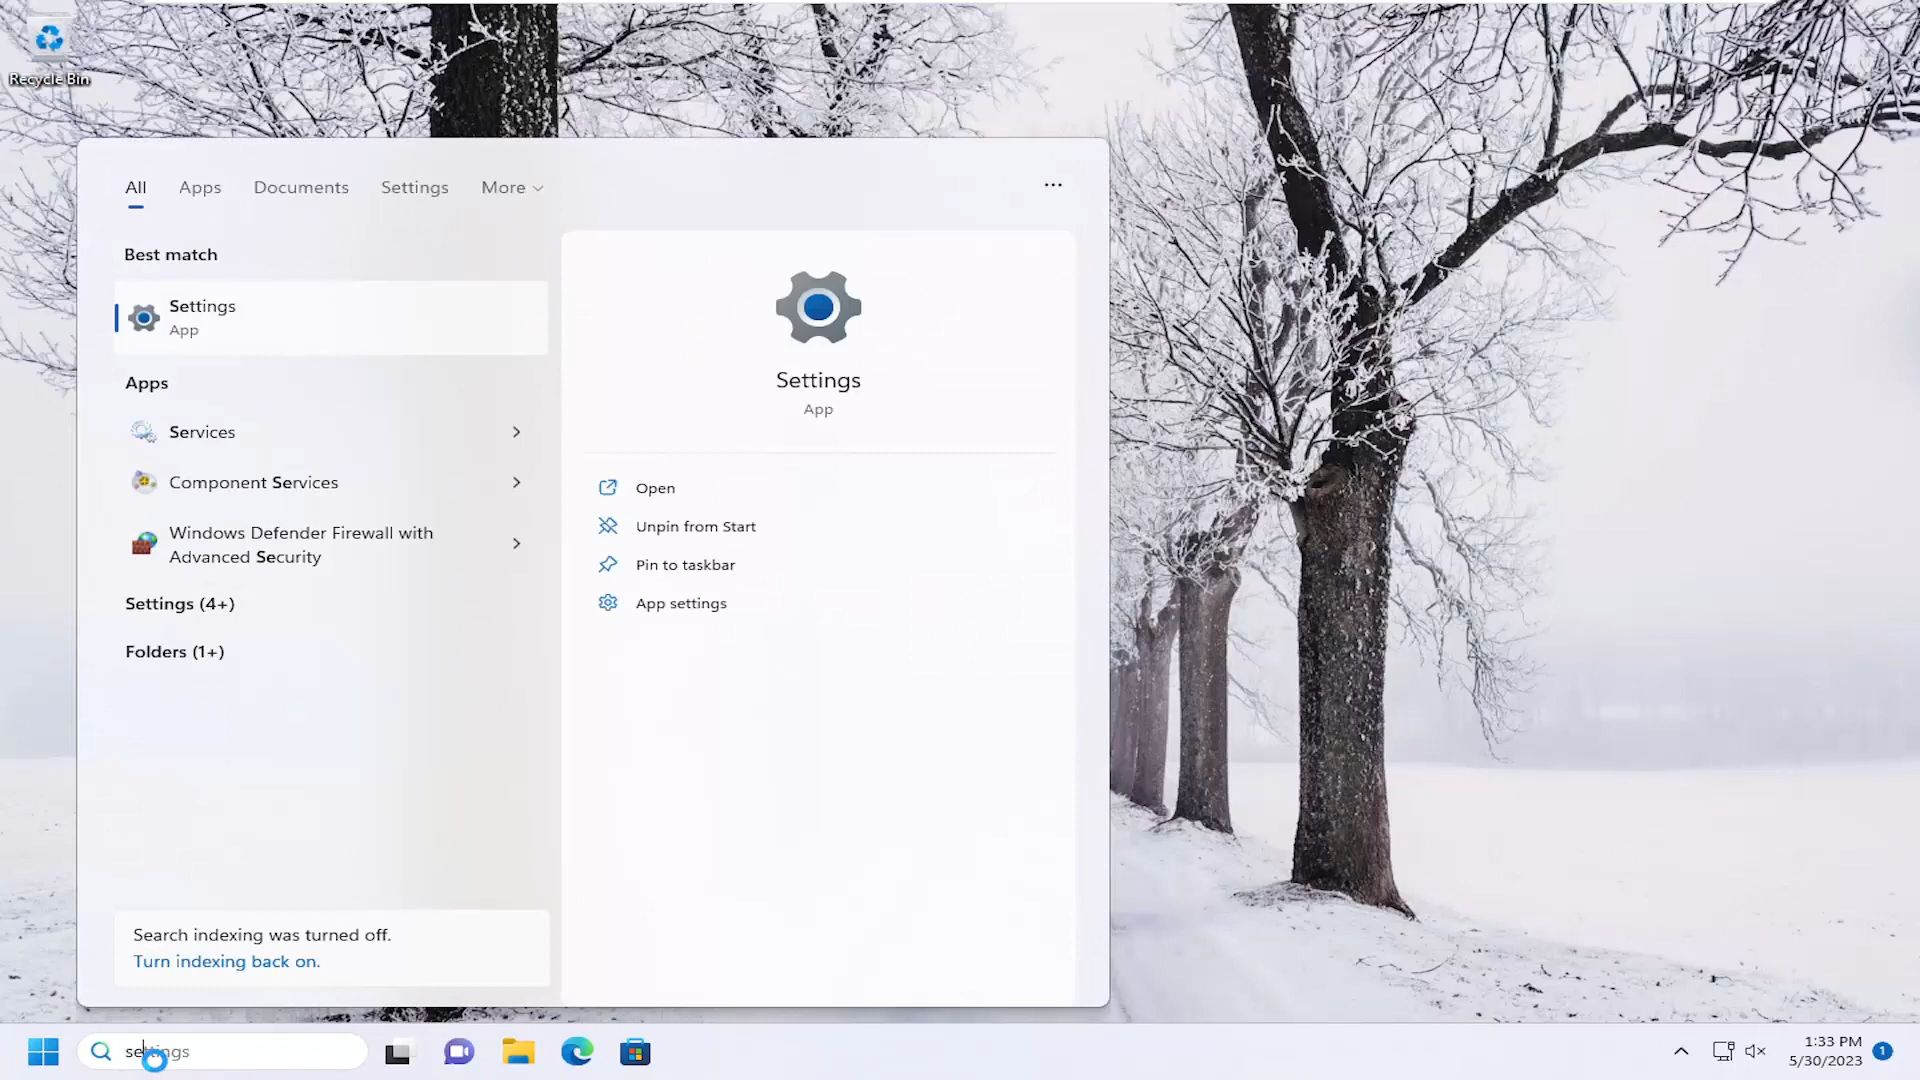 Recycle Bin
All Apps Documents Settings More
Best match
Settings
App
Apps
Services
Component Services
Windows Defender Firewall with
Advanced Security
Settings (4+)
Folders (1+)
Search indexing was turned off.
Turn indexing back on.
Settings
App
Open
Unpin from Start
Pin to taskbar
App settings
settings
1:33 PM
5/30/2023
1